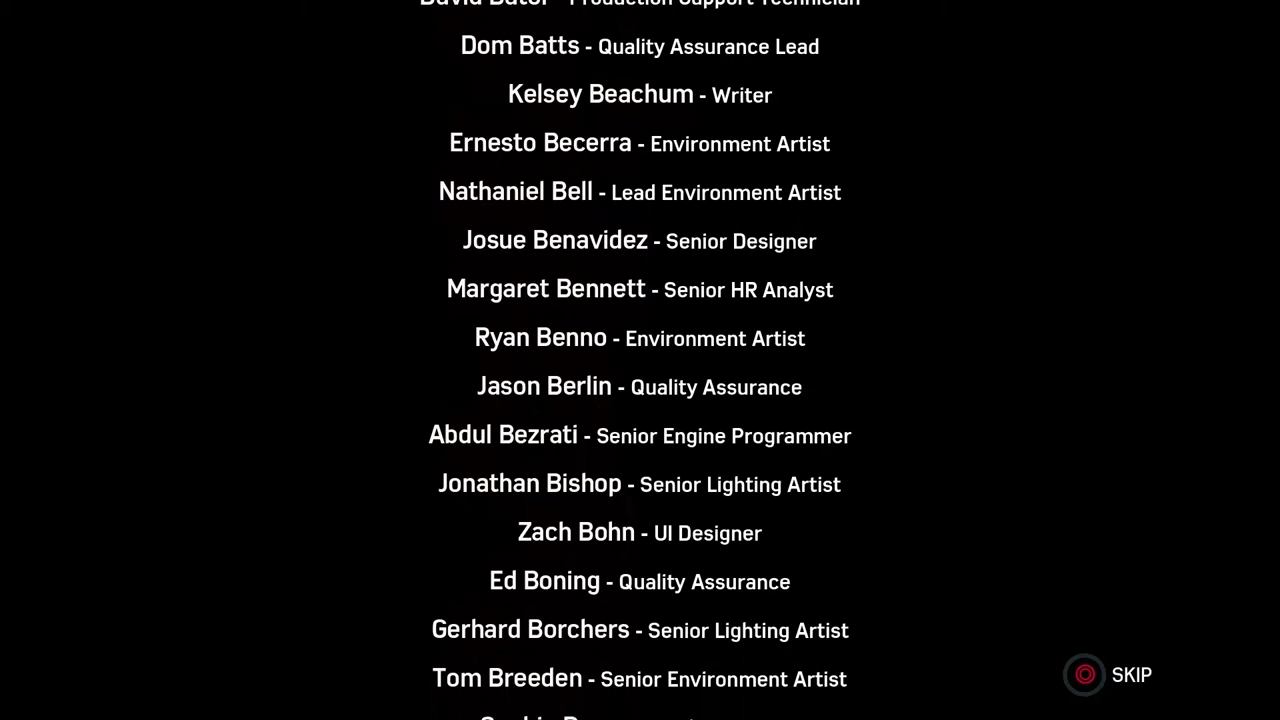 Dom Batts - Quality Assurance Lead
Kelsey Beachum - Writer
Ernesto Becerra - Environment Artist
Nathaniel Bell - Lead Environment Artist
Josue Benavidez - Senior Designer
Margaret Bennett - Senior HR Analyst
Ryan Benno - Environment Artist
Jason Berlin - Quality Assurance
Abdul Bezrati - Senior Engine Programmer
Jonathan Bishop - Senior Lighting Artist
Zach Bohn - UI Designer
Ed Boning - Quality Assurance
Gerhard Borchers - Senior Lighting Artist
Tom Breeden - Senior Environment Artist
SKIP